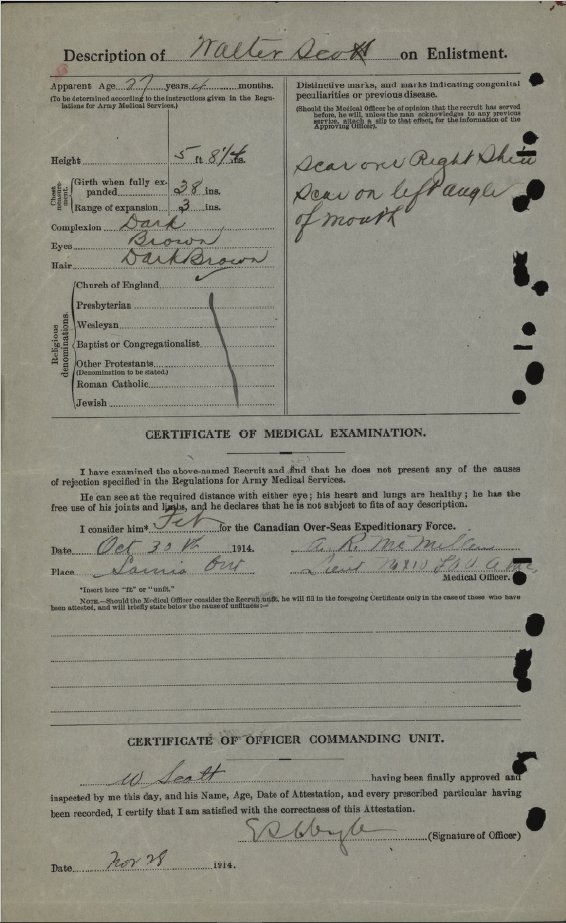 Description of Walter Scott on Enlistment.
Apparent Age 27 years 4 months.
(To be determined according to the instructions given in the Regulations for Army Medical Services.)
Height 5 ft 8 1/4 ins.
Chest measurement.
Girth when fully expanded 38 ins.
Range of expansion 3 ins.
Complexion Dark
Eyes Brown
Hair Dark Brown
Religious denominations.
Church of England
Presbyterian
Wesleyan
Baptist or Congregationalist
Other Protestants
(Denomination to be stated.)
Roman Catholic
Jewish
Distinctive marks, and marks indicating congenital
peculiarities or previous disease.
(Should the Medical Officer be of opinion that the recruit has served
before, he will, unless the man acknowledges to any previous
service, attach a slip to that effect, for the information of the
Approving Officer).
Scar over Right Shin
Scar on left angle
of mouth
CERTIFICATE OF MEDICAL EXAMINATION.
I have examined the above-named Recruit and find that he does not present any of the causes
of rejection specified in the Regulations for Army Medical Services.
He can see at the required distance with either eye; his heart and lungs are healthy; he has the
free use of his joints and limbs, and he declares that he is not subject to fits of any description.
I consider him* Fit for the Canadian Over-Seas Expeditionary Force.
Date Oct 30th 1914. A. R. McMillan
Place Sarnia Ont Lieut
Medical Officer.
*Insert here "fit" or "unfit."
NOTE.—Should the Medical Officer consider the Recruit unfit, he will fill in the foregoing Certificate only in the case of those who have
been attested, and will briefly state below the cause of unfitness:—
CERTIFICATE OF OFFICER COMMANDING UNIT.
W Scott having been finally approved and
inspected by me this day, and his Name, Age, Date of Attestation, and every prescribed particular having
been recorded, I certify that I am satisfied with the correctness of this Attestation.
(Signature of Officer)
Date Nov 28 1914.